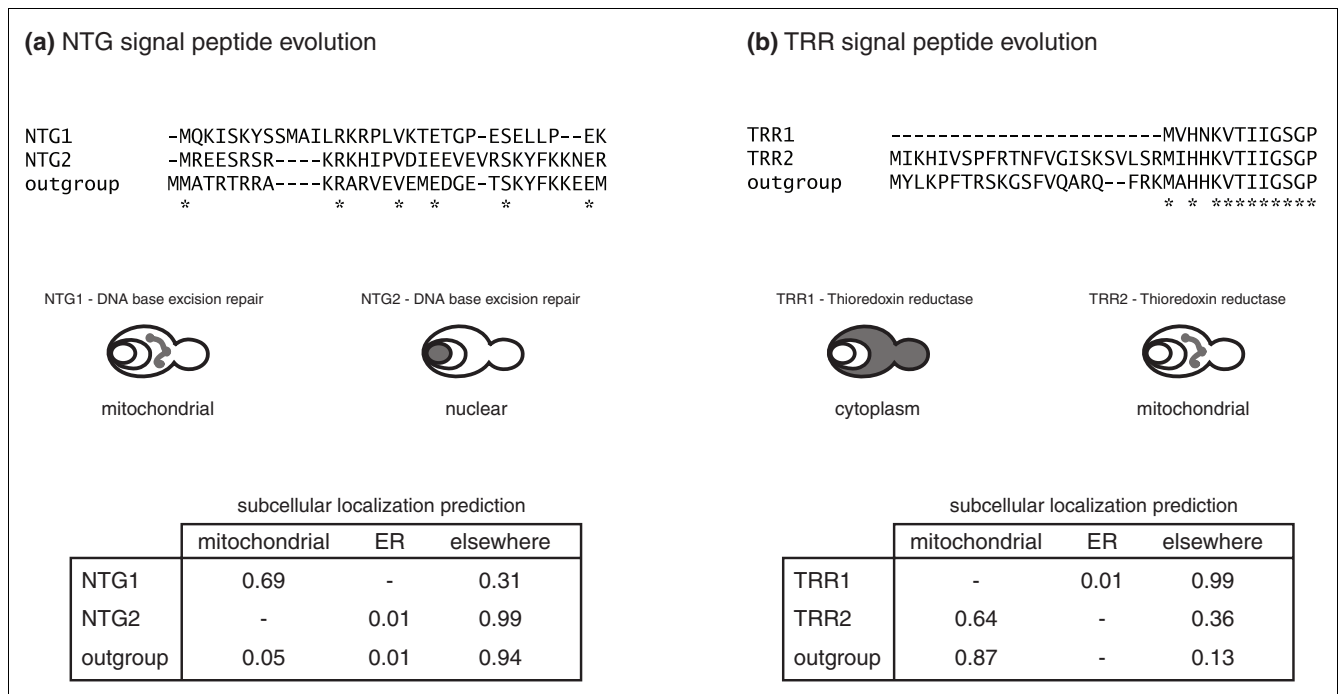 (a) NTG signal peptide evolution
NTG1 -MQKISKYSSMAILRKRPLVKTETGP-ESELLP--EK
NTG2 -MREESRSR----KRKHIPVDIEEVEVRSKYFKKNER
outgroup MMATRTRRA----KRARVEVEMEDGE-TSKYFKKEEM
* * * * * *
NTG1 - DNA base excision repair
mitochondrial
NTG2 - DNA base excision repair
nuclear
subcellular localization prediction
mitochondrial ER elsewhere
NTG1 0.69 - 0.31
NTG2 - 0.01 0.99
outgroup 0.05 0.01 0.94
(b) TRR signal peptide evolution
TRR1 -----------------------MVHNKVTIIGSGP
TRR2 MIKHIVSPFRTNFVGISKSVLSRMIHHKVTIIGSGP
outgroup MYLKPFTRSKGSFVQARQ--FRKMAHHKVTIIGSGP
* * *********
TRR1 - Thioredoxin reductase
cytoplasm
TRR2 - Thioredoxin reductase
mitochondrial
subcellular localization prediction
mitochondrial ER elsewhere
TRR1 - 0.01 0.99
TRR2 0.64 - 0.36
outgroup 0.87 - 0.13